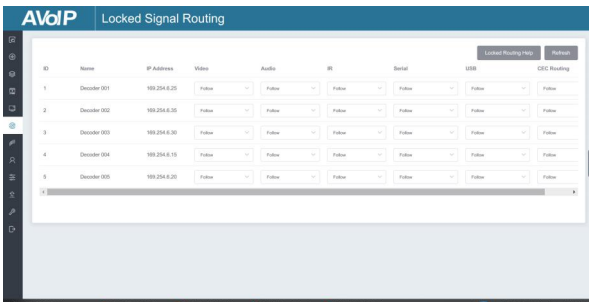 AVoIP Locked Signal Routing
Locked Routing Help Refresh
ID Name IP Address Video Audio IR Serial USB CEC Routing
1 Decoder 001 169.254.6.25 Follow Follow Follow Follow Follow Follow
2 Decoder 002 169.254.6.35 Follow Follow Follow Follow Follow Follow
3 Decoder 003 169.254.6.30 Follow Follow Follow Follow Follow Follow
4 Decoder 004 169.254.6.15 Follow Follow Follow Follow Follow Follow
5 Decoder 005 169.254.6.20 Follow Follow Follow Follow Follow Follow